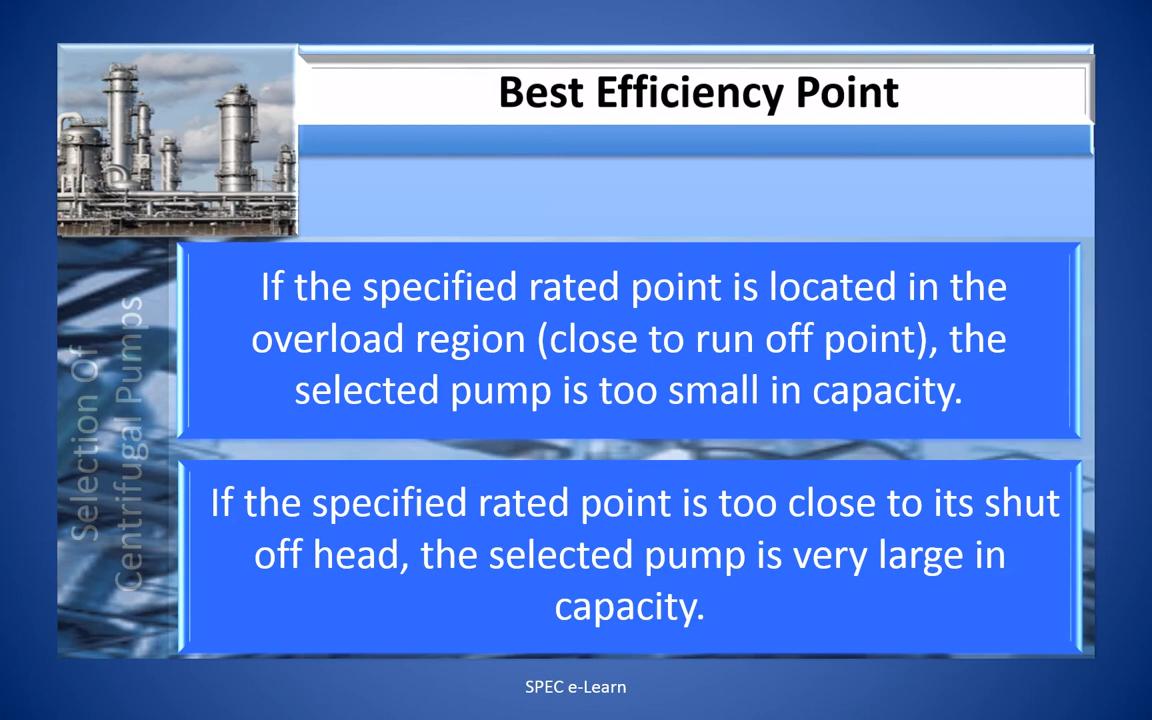 Best Efficiency Point
If the specified rated point is located in the
overload region (close to run off point), the
selected pump is too small in capacity.
If the specified rated point is too close to its shut
off head, the selected pump is very large in
capacity.
Selection Of
Centrifugal Pumps
SPEC e-Learn